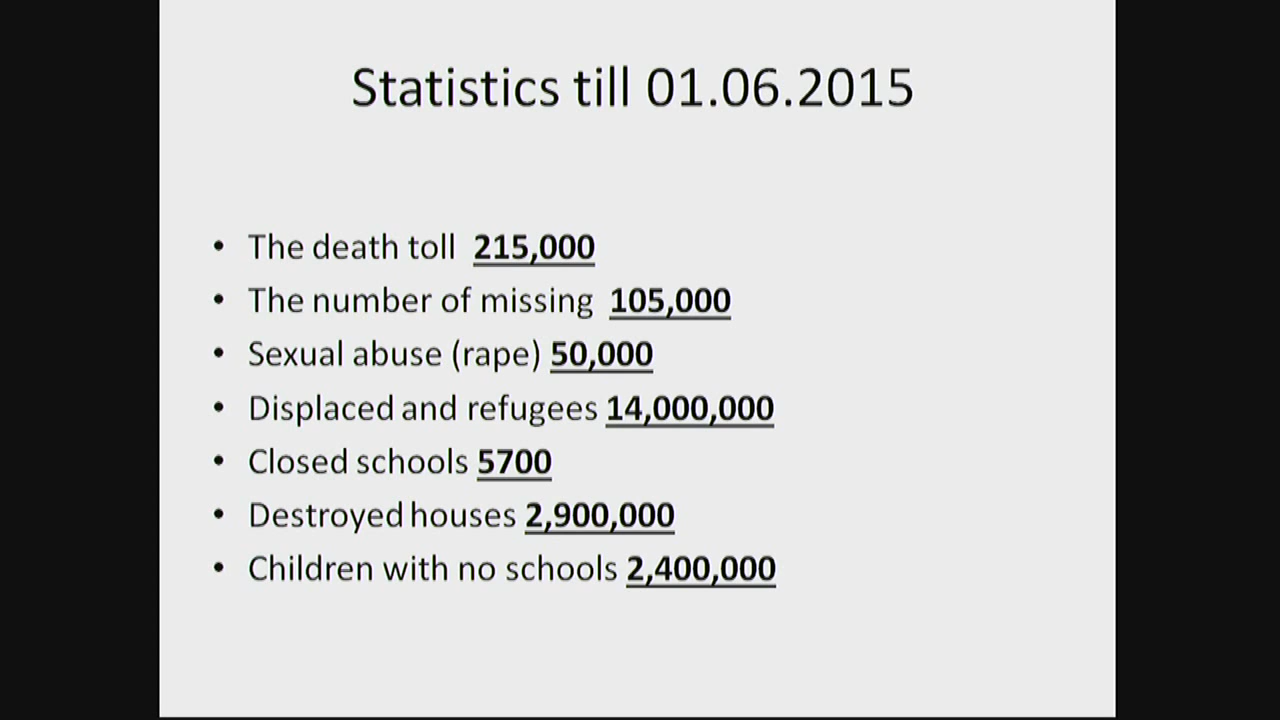 Statistics till 01.06.2015
• The death toll 215,000
• The number of missing 105,000
• Sexual abuse (rape) 50,000
• Displaced and refugees 14,000,000
• Closed schools 5700
• Destroyed houses 2,900,000
• Children with no schools 2,400,000